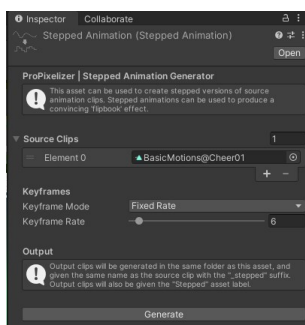 Inspector Collaborate
Stepped Animation (Stepped Animation)
Open
ProPixelizer | Stepped Animation Generator
This asset can be used to create stepped versions of source
animation clips. Stepped animations can be used to produce a
convincing 'flipbook' effect.
Source Clips 1
Element 0 BasicMotions@Cheer01
+ −
Keyframes
Keyframe Mode Fixed Rate
Keyframe Rate 6
Output
Output clips will be generated in the same folder as this asset, and
given the same name as the source clip with the "_stepped" suffix.
Output clips will also be given the "Stepped" asset label.
Generate